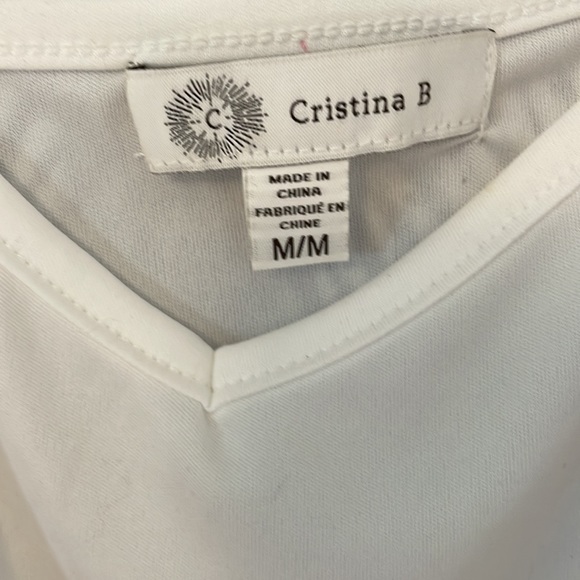 C
Cristina B
MADE IN
CHINA
FABRIQUÉ EN
CHINE
M/M